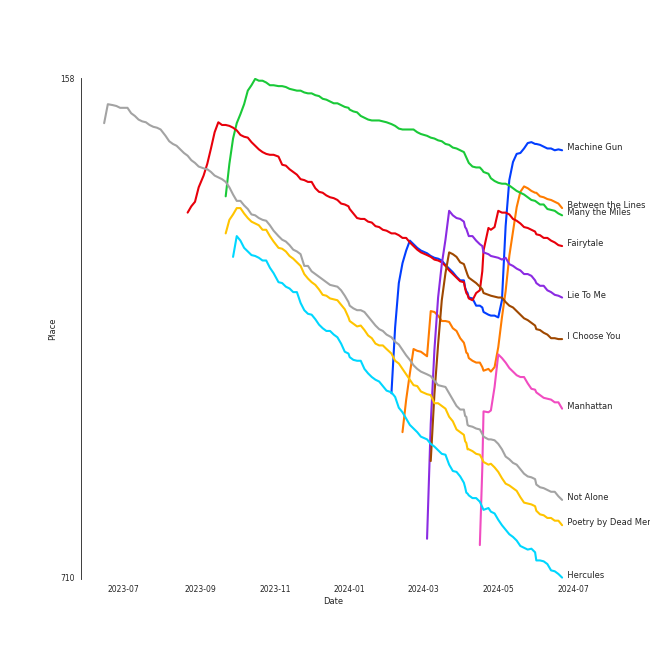 158
Machine Gun
Between the Lines
Many the Miles
Fairytale
Lie To Me
Place
I Choose You
Manhattan
Not Alone
Poetry by Dead Mer
Hercules
710
2023-07 2023-09 2023-11 2024-01 2024-03 2024-05 2024-07
Date